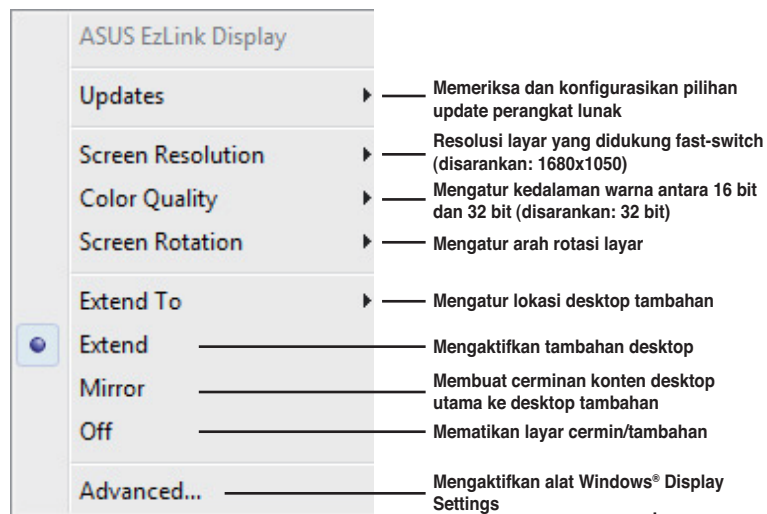 ASUS EzLink Display
Updates
Memeriksa dan konfigurasikan pilihan
update perangkat lunak
Screen Resolution
Resolusi layar yang didukung fast-switch
(disarankan: 1680x1050)
Color Quality
Mengatur kedalaman warna antara 16 bit
dan 32 bit (disarankan: 32 bit)
Screen Rotation
Mengatur arah rotasi layar
Extend To
Mengatur lokasi desktop tambahan
Extend
Mengaktifkan tambahan desktop
Mirror
Membuat cerminan konten desktop
utama ke desktop tambahan
Off
Mematikan layar cermin/tambahan
Advanced...
Mengaktifkan alat Windows® Display
Settings